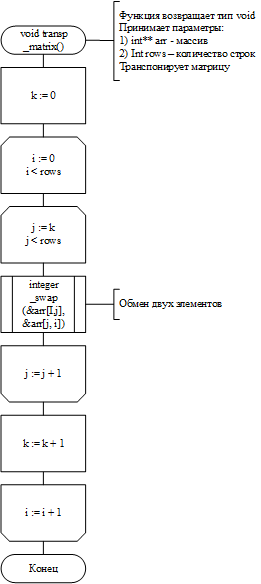 void transp
_matrix()
Функция возвращает тип void
Принимает параметры:
1) int** arr - массив
2) Int rows – количество строк
Транспонирует матрицу
k := 0
i := 0
i < rows
j := k
j < rows
integer
_swap
(&arr[I,j],
&arr[j, i])
Обмен двух элементов
j := j + 1
k := k + 1
i := i + 1
Конец